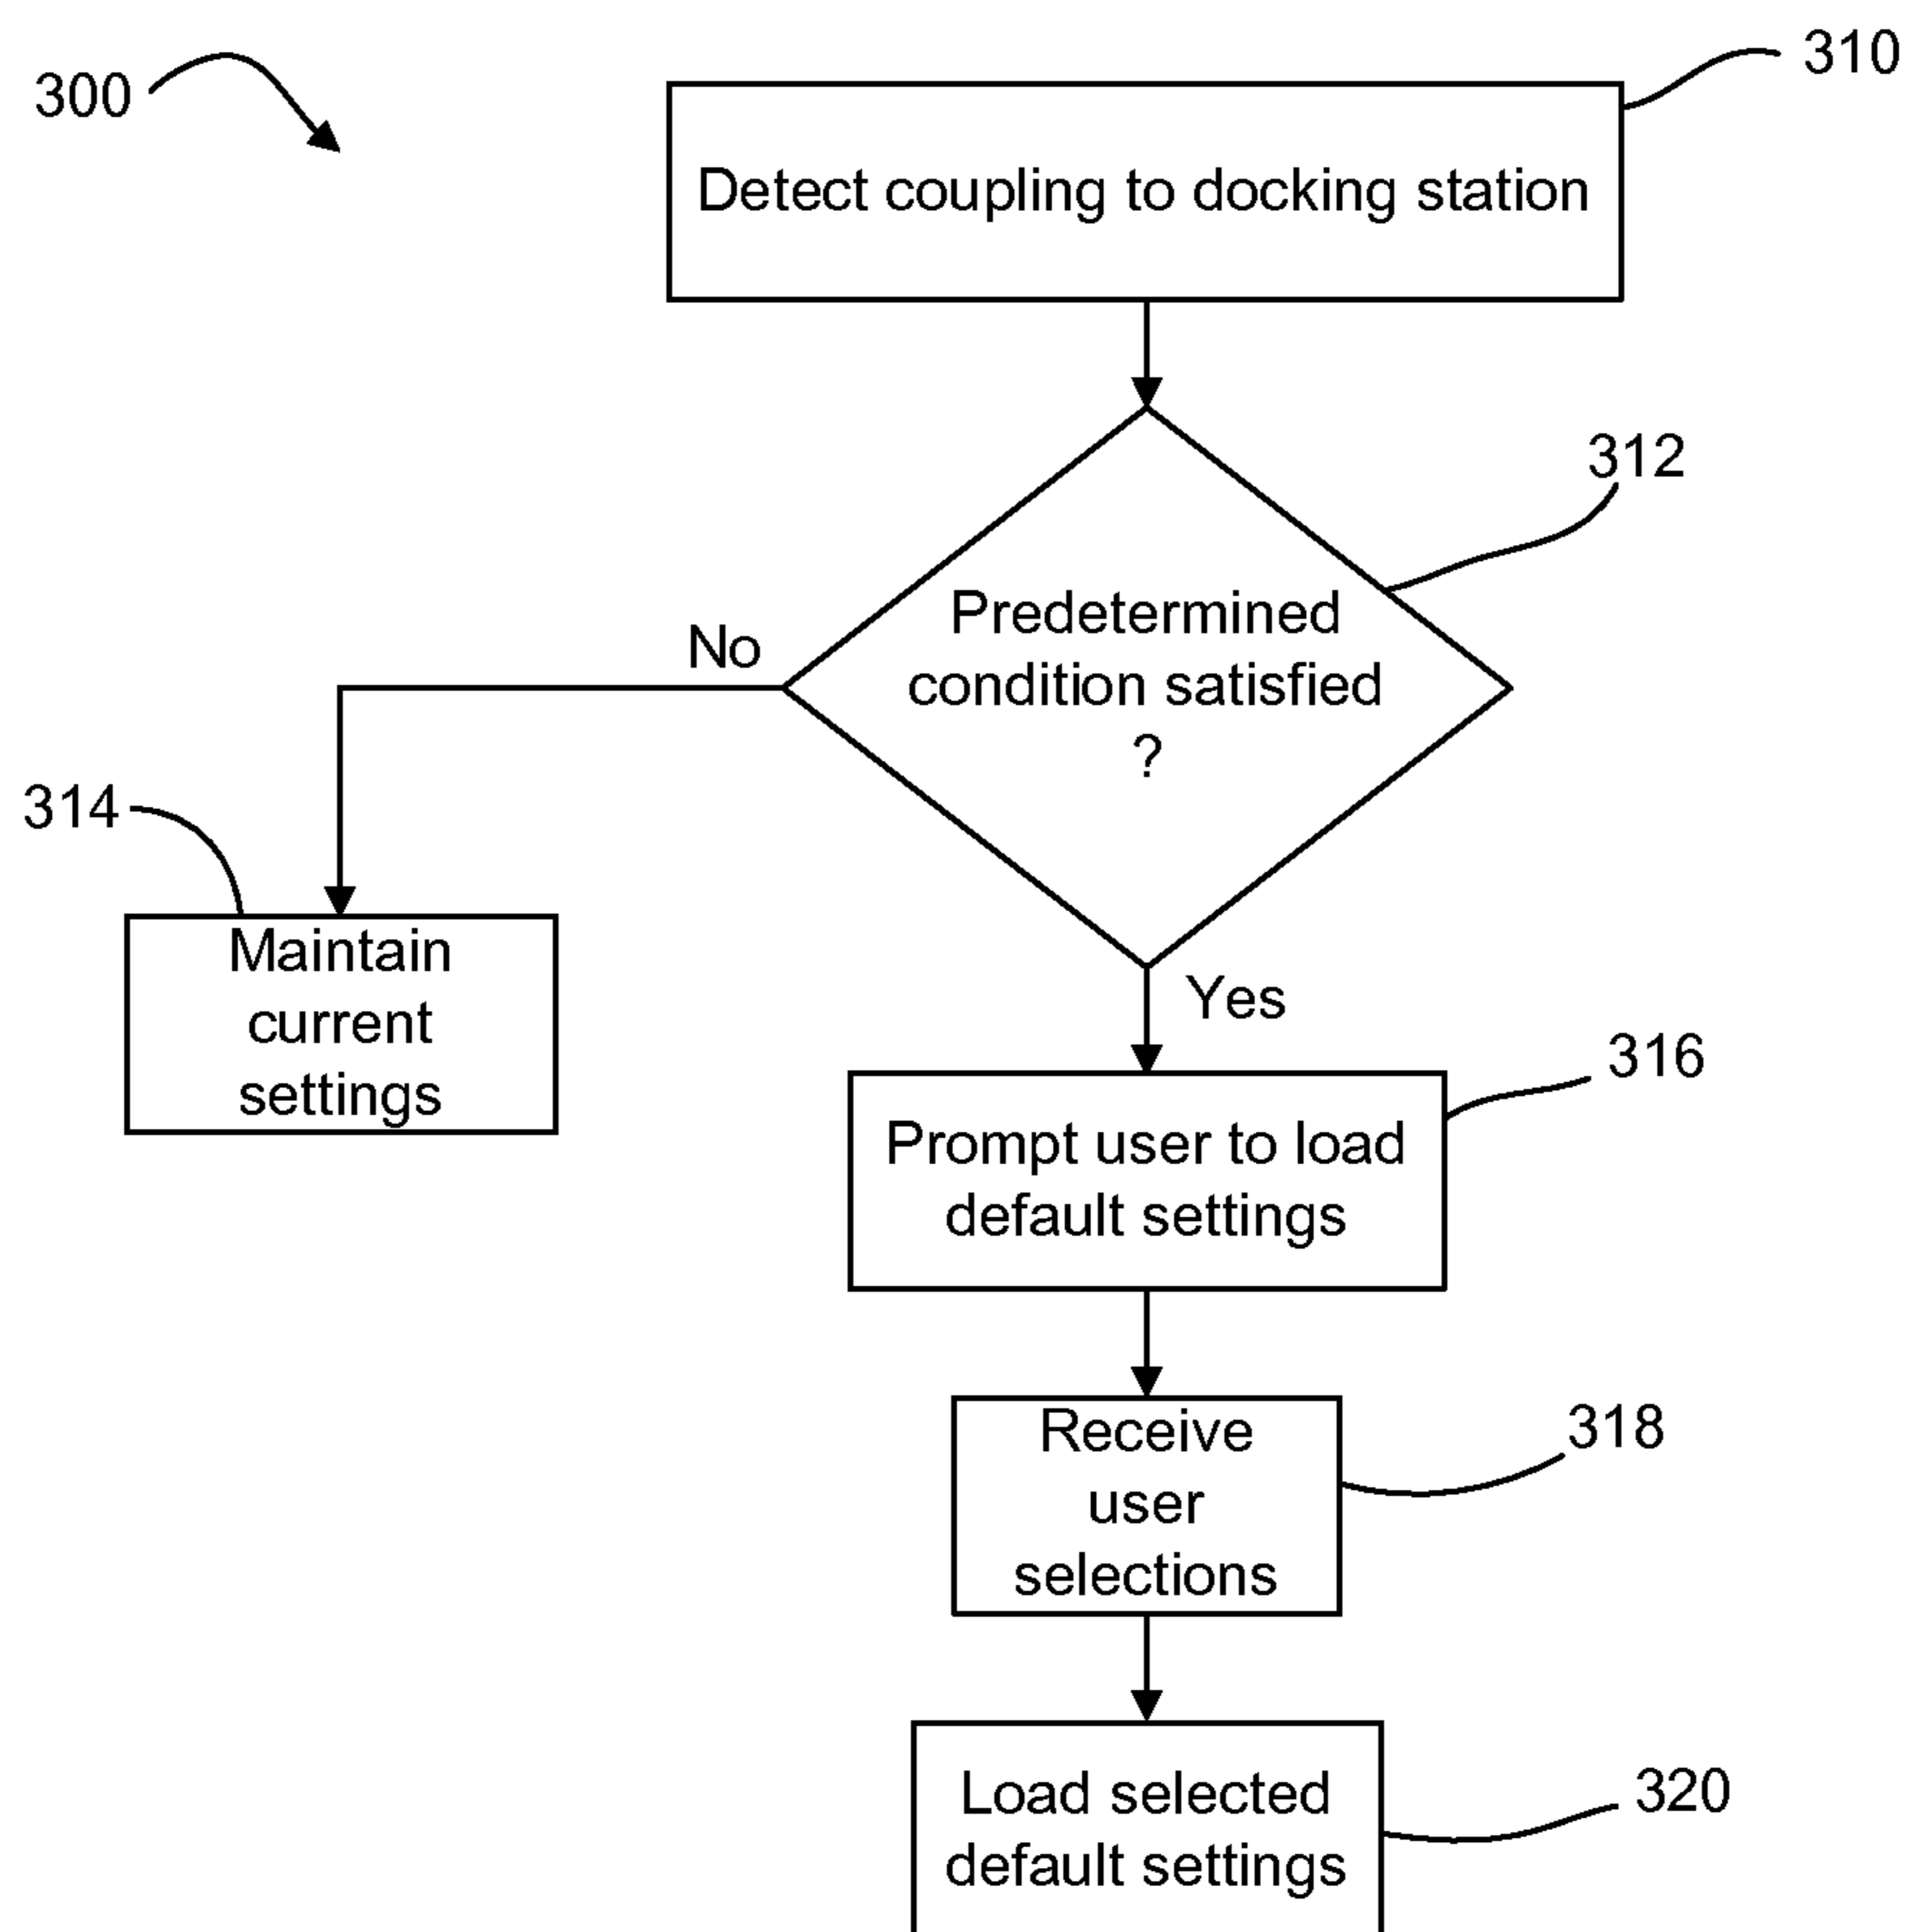 300
310
Detect coupling to docking station
312
Predetermined
condition satisfied
?
No
314
Maintain
current
settings
Yes
316
Prompt user to load
default settings
318
Receive
user
selections
320
Load selected
default settings